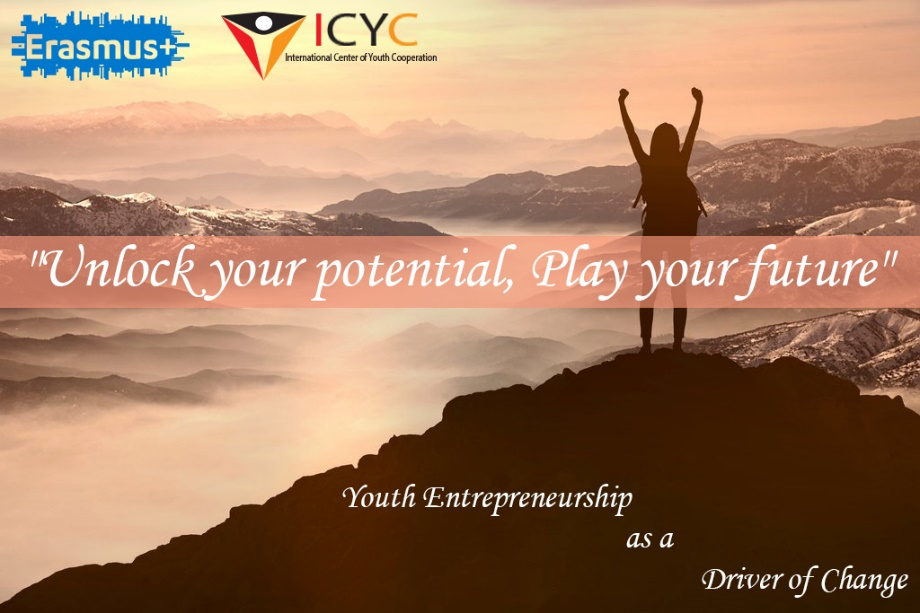 Erasmus+
ICYC
International Center of Youth Cooperation
"Unlock your potential, Play your future"
Youth Entrepreneurship
as a
Driver of Change